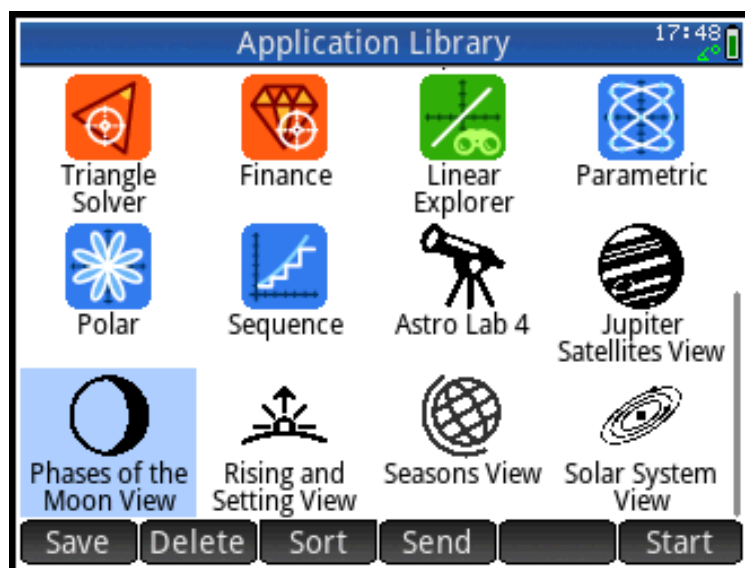 Application Library
17:48
Triangle
Solver
Finance
Linear
Explorer
Parametric
Polar
Sequence
Astro Lab 4
Jupiter
Satellites View
Phases of the
Moon View
Rising and
Setting View
Seasons View
Solar System
View
Save
Delete
Sort
Send
Start